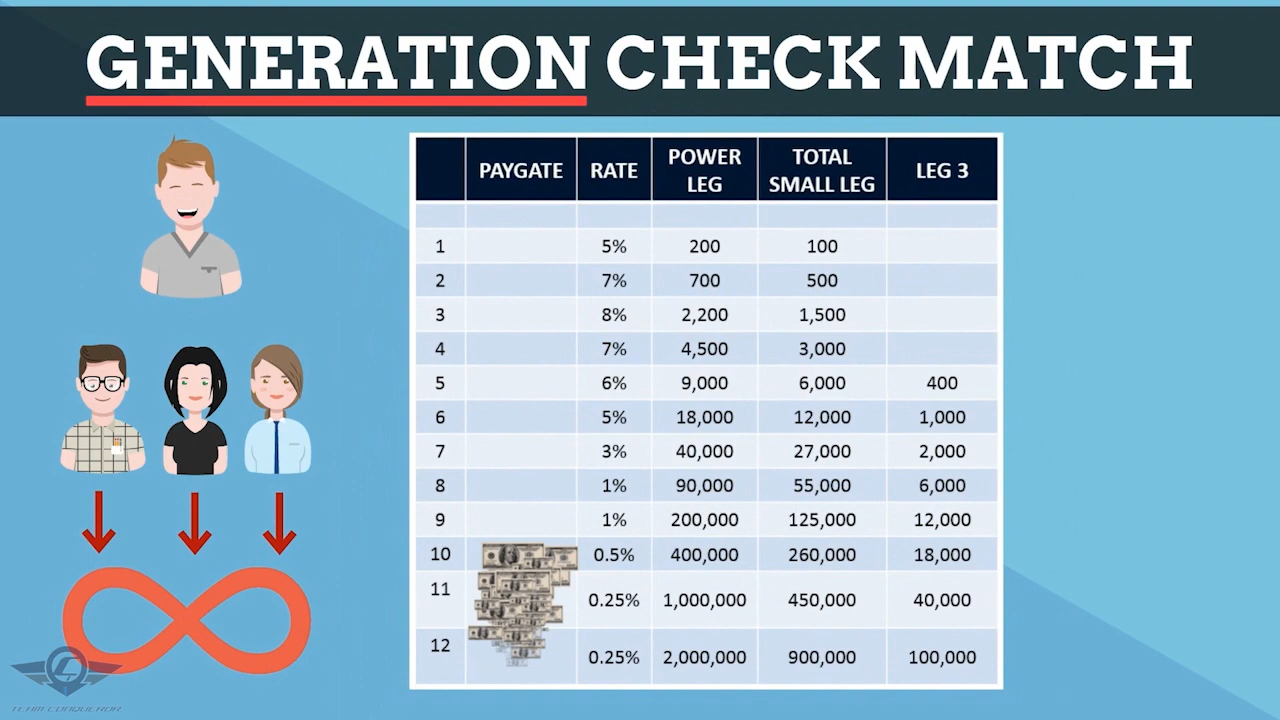 GENERATION CHECK MATCH
PAYGATE RATE POWER LEG TOTAL SMALL LEG LEG 3
1 5% 200 100
2 7% 700 500
3 8% 2,200 1,500
4 7% 4,500 3,000
5 6% 9,000 6,000 400
6 5% 18,000 12,000 1,000
7 3% 40,000 27,000 2,000
8 1% 90,000 55,000 6,000
9 1% 200,000 125,000 12,000
10 0.5% 400,000 260,000 18,000
11 0.25% 1,000,000 450,000 40,000
12 0.25% 2,000,000 900,000 100,000
TEAM CONQUEROR